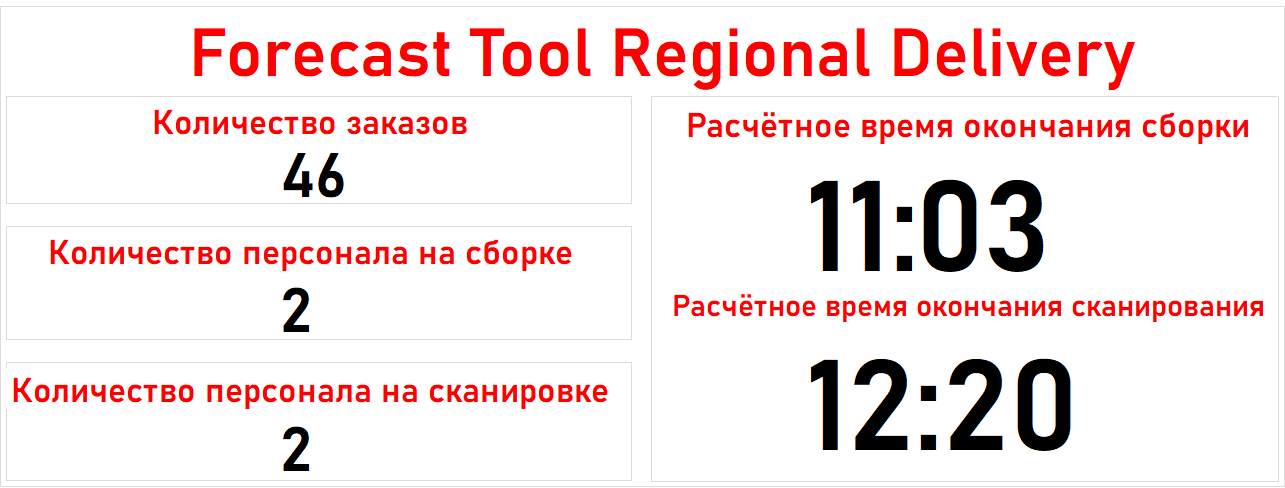 Forecast Tool Regional Delivery
Количество заказов
46
Количество персонала на сборке
2
Количество персонала на сканировке
2
Расчётное время окончания сборки
11:03
Расчётное время окончания сканирования
12:20